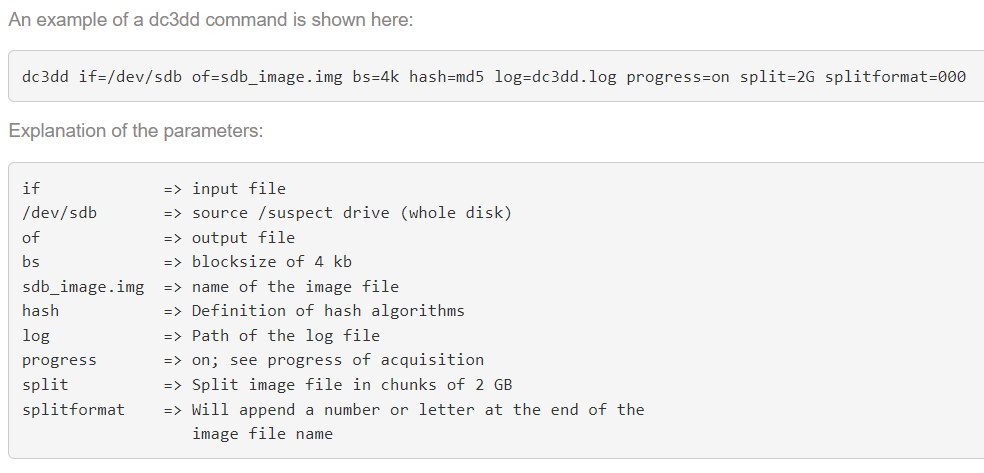 An example of a dc3dd command is shown here:
dc3dd if=/dev/sdb of=sdb_image.img bs=4k hash=md5 log=dc3dd.log progress=on split=2G splitformat=000
Explanation of the parameters:
if => input file
/dev/sdb => source /suspect drive (whole disk)
of => output file
bs => blocksize of 4 kb
sdb_image.img => name of the image file
hash => Definition of hash algorithms
log => Path of the log file
progress => on; see progress of acquisition
split => Split image file in chunks of 2 GB
splitformat => Will append a number or letter at the end of the
image file name